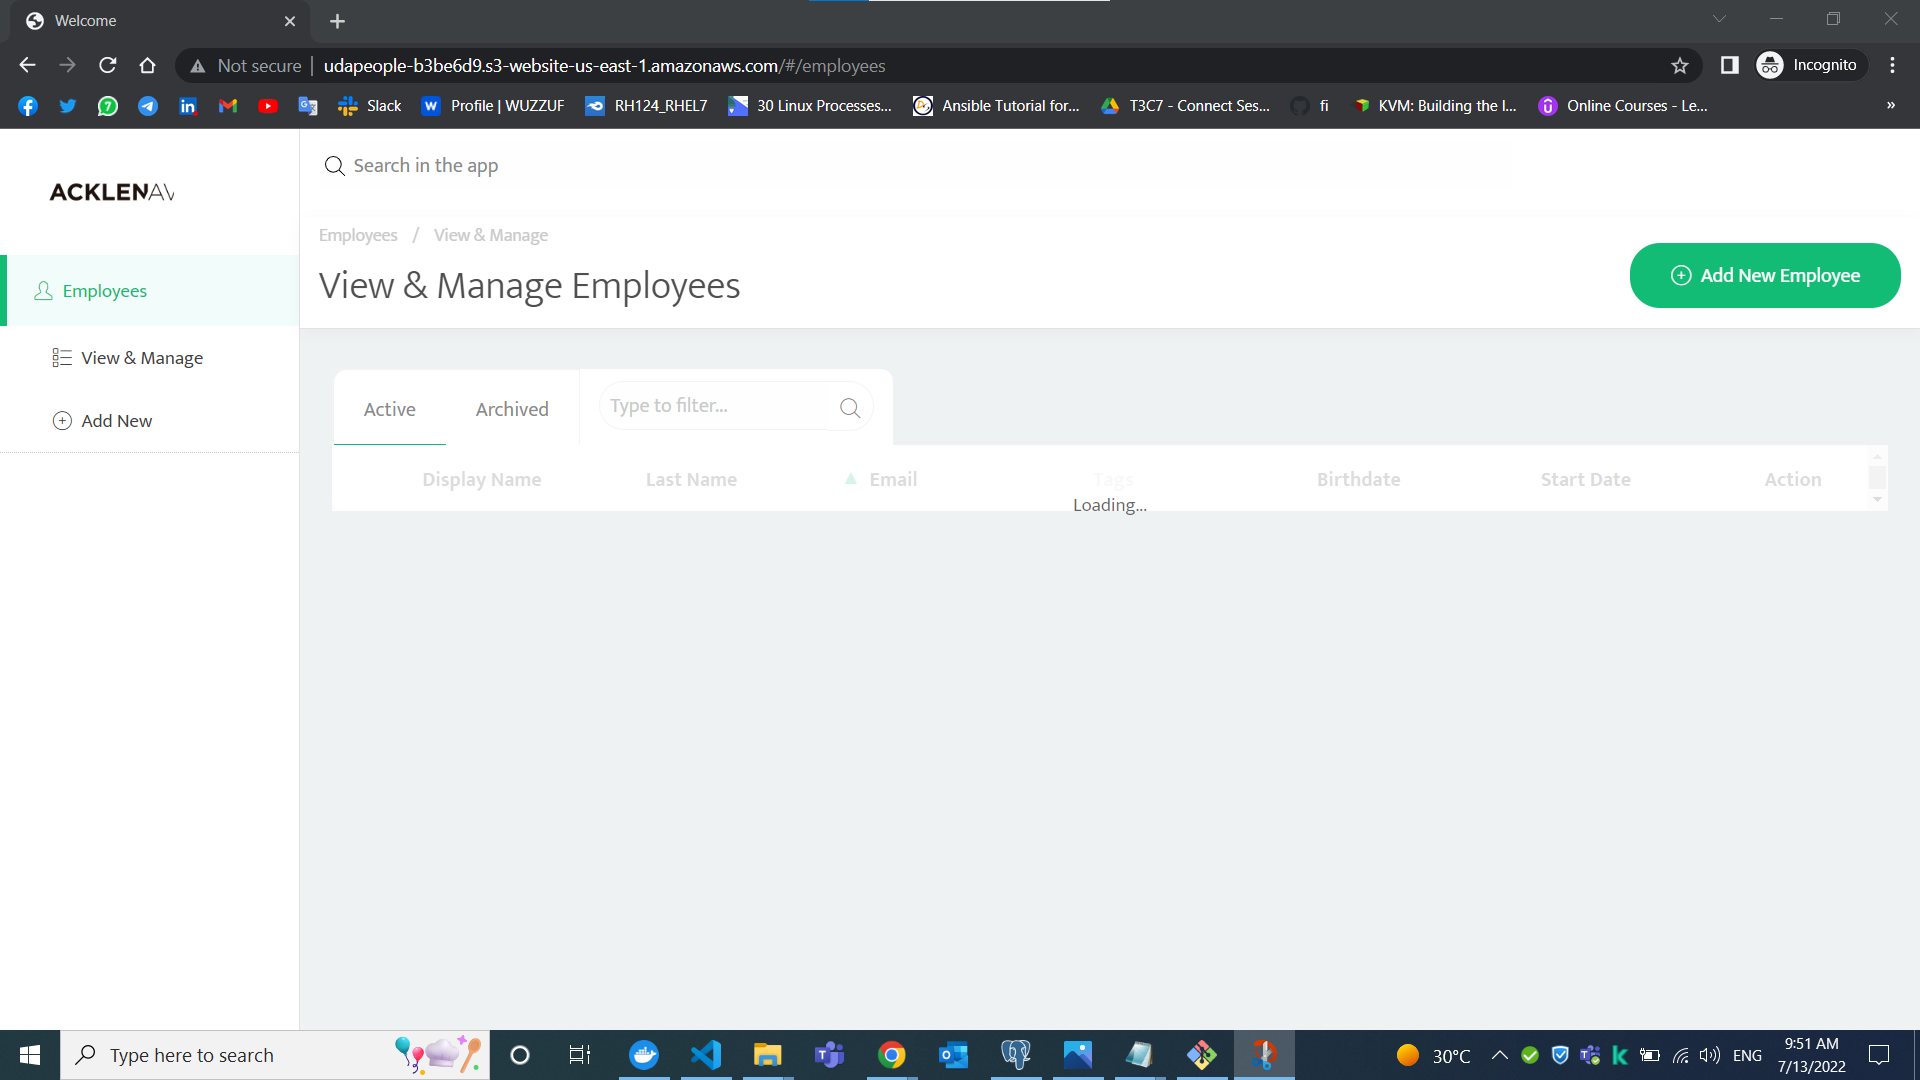 Welcome
Not secure
udapeople-b3be6d9.s3-website-us-east-1.amazonaws.com/#/employees
Incognito
Slack
Profile | WUZZUF
RH124_RHEL7
30 Linux Processes...
Ansible Tutorial for...
T3C7 - Connect Ses...
fi
KVM: Building the I...
Online Courses - Le...
»
ACKLENAV
Search in the app
Employees / View & Manage
View & Manage Employees
Add New Employee
Employees
View & Manage
Add New
Active
Archived
Type to filter...
Display Name
Last Name
Email
Tags
Birthdate
Start Date
Action
Loading...
Type here to search
30°C
ENG
9:51 AM
7/13/2022